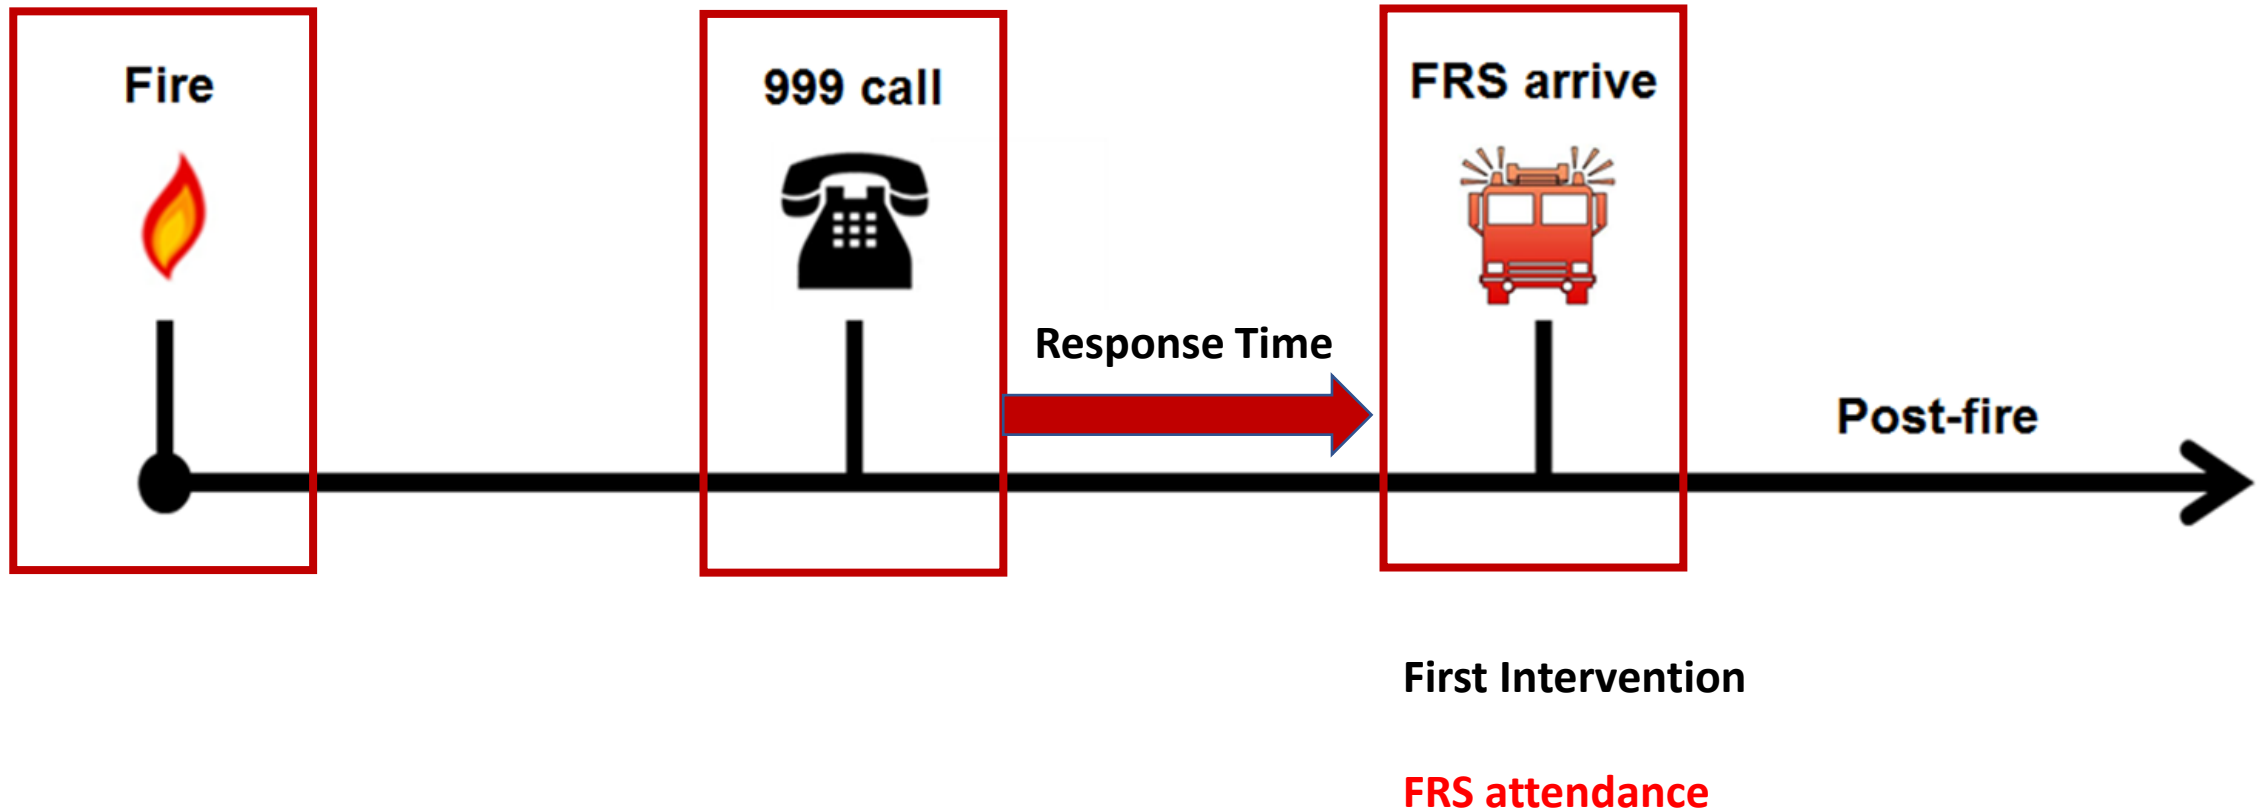 Fire
999 call
FRS arrive
Response Time
Post-fire
First Intervention
FRS attendance